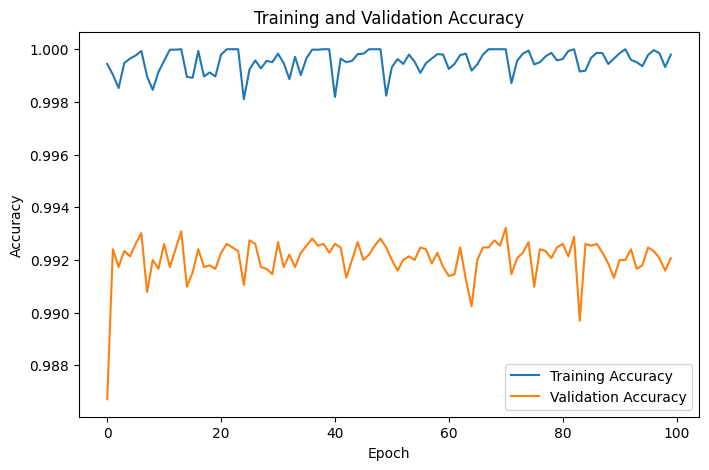 Training and Validation Accuracy
1.000
0.998
0.996
0.994
0.992
0.990
0.988
Accuracy
0 20 40 60 80 100
Epoch
Training Accuracy
Validation Accuracy